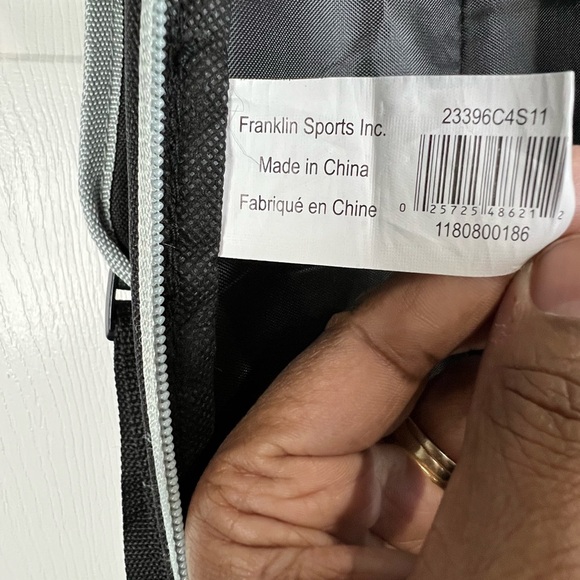 Franklin Sports Inc.
Made in China
Fabriqué en Chine
23396C4S11
0 25725 48621 2
1180800186